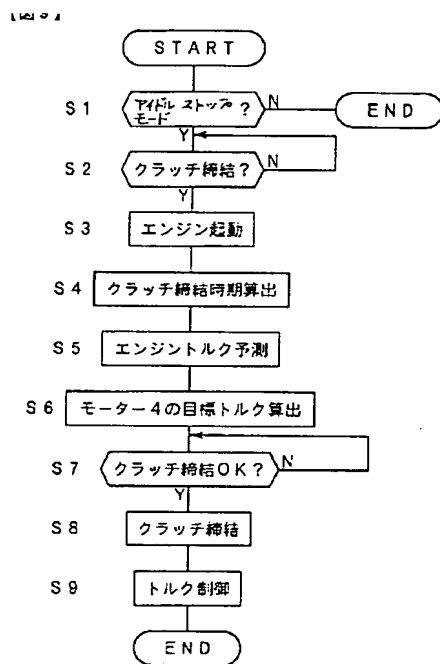 START
S1 アイドル ストップモード ? N END
Y
S2 クラッチ締結? N
Y
S3 エンジン起動
S4 クラッチ締結時期算出
S5 エンジントルク予測
S6 モーター4の目標トルク算出
S7 クラッチ締結OK? N
Y
S8 クラッチ締結
S9 トルク制御
END